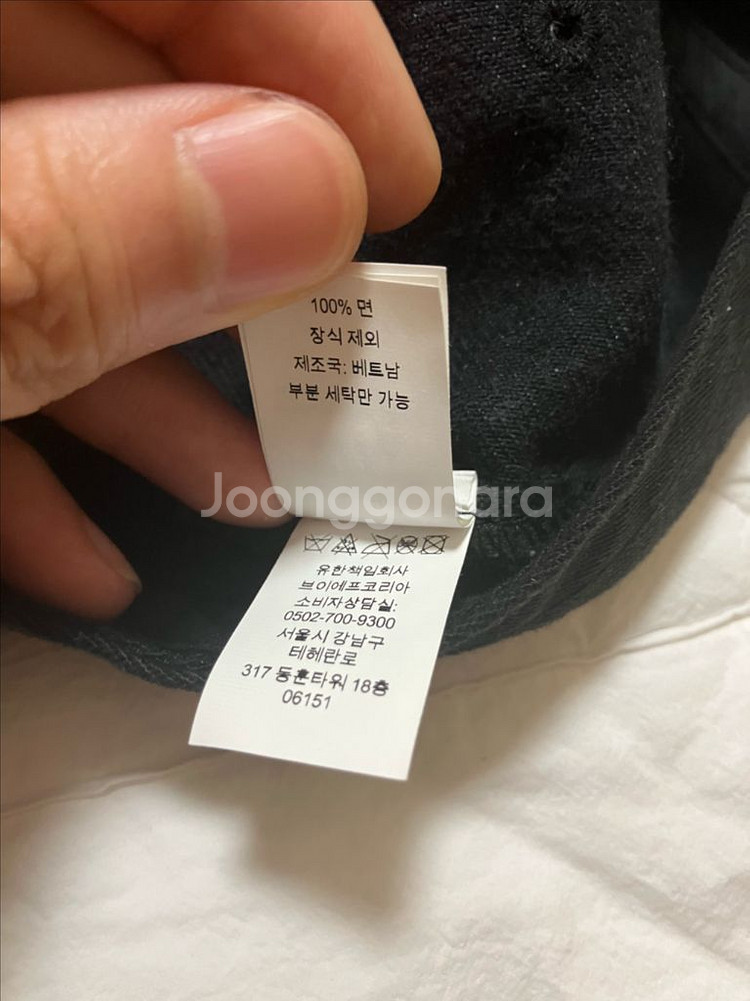 100% 면
장식 제외
제조국: 베트남
부분 세탁만 가능
Joonggonara
유한책임회사
브이에프코리아
소비자상담실:
0502-700-9300
서울시 강남구
테헤란로
317 동훈타워 18층
06151